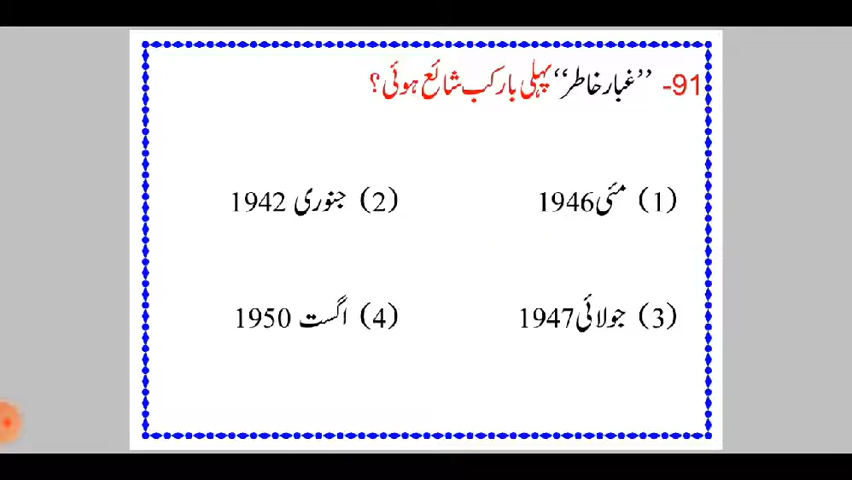 91- ’’غبار خاطر‘‘ پہلی بار کب شائع ہوئی؟
(1) مئی 1946 (2) جنوری 1942
(3) جولائی 1947 (4) اگست 1950